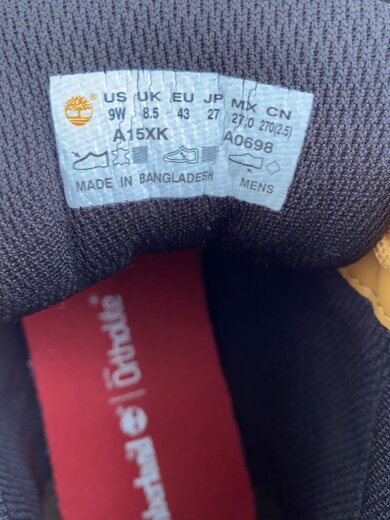 US UK EU JP MX CN
9W 8.5 43 27 27.0 270(2.5)
A15XK A0698
MADE IN BANGLADESH MENS
OrthoLite®